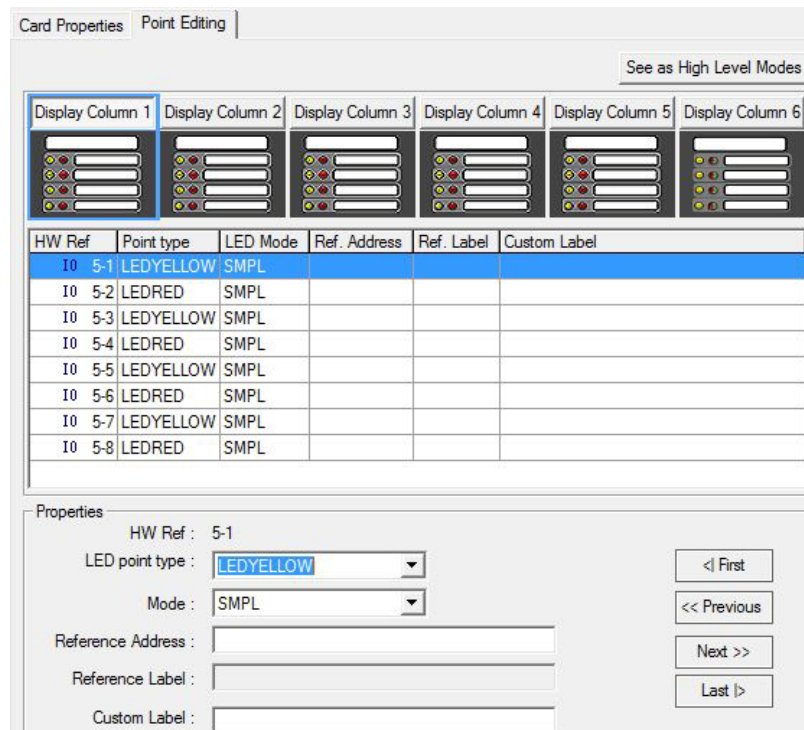 Card Properties Point Editing
See as High Level Modes
Display Column 1 Display Column 2 Display Column 3 Display Column 4 Display Column 5 Display Column 6
HW Ref Point type LED Mode Ref. Address Ref. Label Custom Label
IO 5-1 LEDYELLOW SMPL
IO 5-2 LEDRED SMPL
IO 5-3 LEDYELLOW SMPL
IO 5-4 LEDRED SMPL
IO 5-5 LEDYELLOW SMPL
IO 5-6 LEDRED SMPL
IO 5-7 LEDYELLOW SMPL
IO 5-8 LEDRED SMPL
Properties
HW Ref : 5-1
LED point type : LEDYELLOW
<| First
Mode : SMPL
<< Previous
Reference Address :
Next >>
Reference Label :
Last |>
Custom Label :